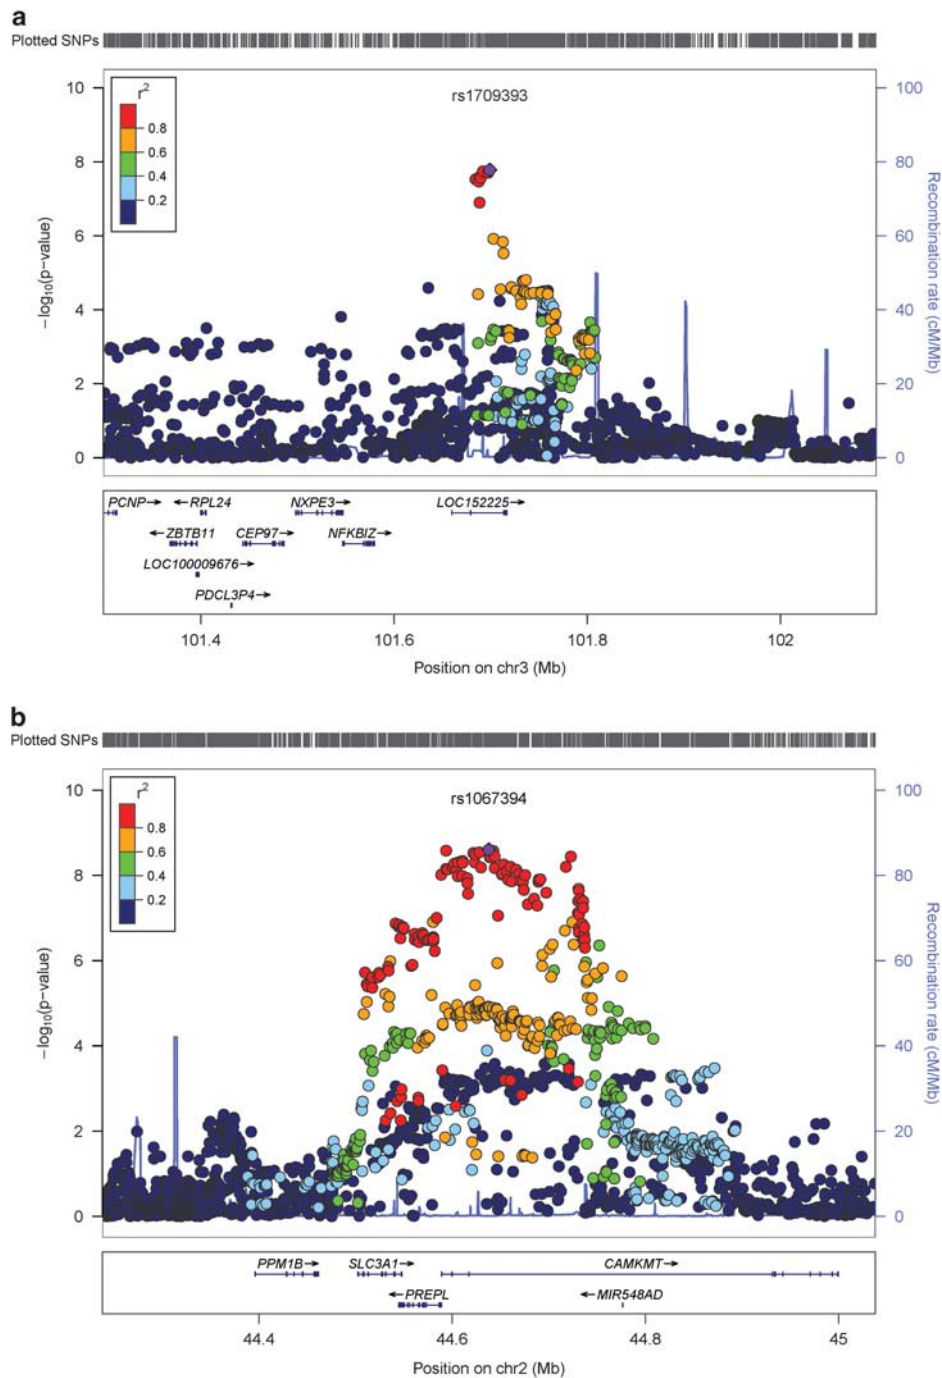 a
Plotted SNPs
10 100
r2
rs1709393
0.8
0.6
0.4
0.2
8 80
6 60
4 40
2 20
0 0
−log10(p-value)
Recombination rate (cM/Mb)
PCNP→ ←RPL24 NXPE3→ LOC152225→
←ZBTB11 CEP97→ NFKBIZ→
LOC100009676→
PDCL3P4→
101.4 101.6 101.8 102
Position on chr3 (Mb)
b
Plotted SNPs
10 100
r2
rs1067394
0.8
0.6
0.4
0.2
8 80
6 60
4 40
2 20
0 0
−log10(p-value)
Recombination rate (cM/Mb)
PPM1B→ SLC3A1→ CAMKMT→
←PREPL ←MIR548AD
44.4 44.6 44.8 45
Position on chr2 (Mb)